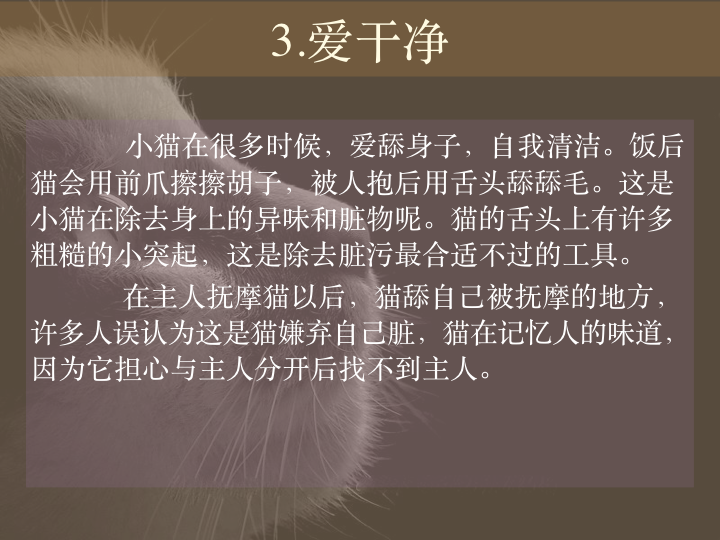 3.爱干净
小猫在很多时候，爱舔身子，自我清洁。饭后
猫会用前爪擦擦胡子，被人抱后用舌头舔舔毛。这是
小猫在除去身上的异味和脏物呢。猫的舌头上有许多
粗糙的小突起，这是除去脏污最合适不过的工具。
在主人抚摩猫以后，猫舔自己被抚摩的地方，
许多人误认为这是猫嫌弃自己脏，猫在记忆人的味道，
因为它担心与主人分开后找不到主人。